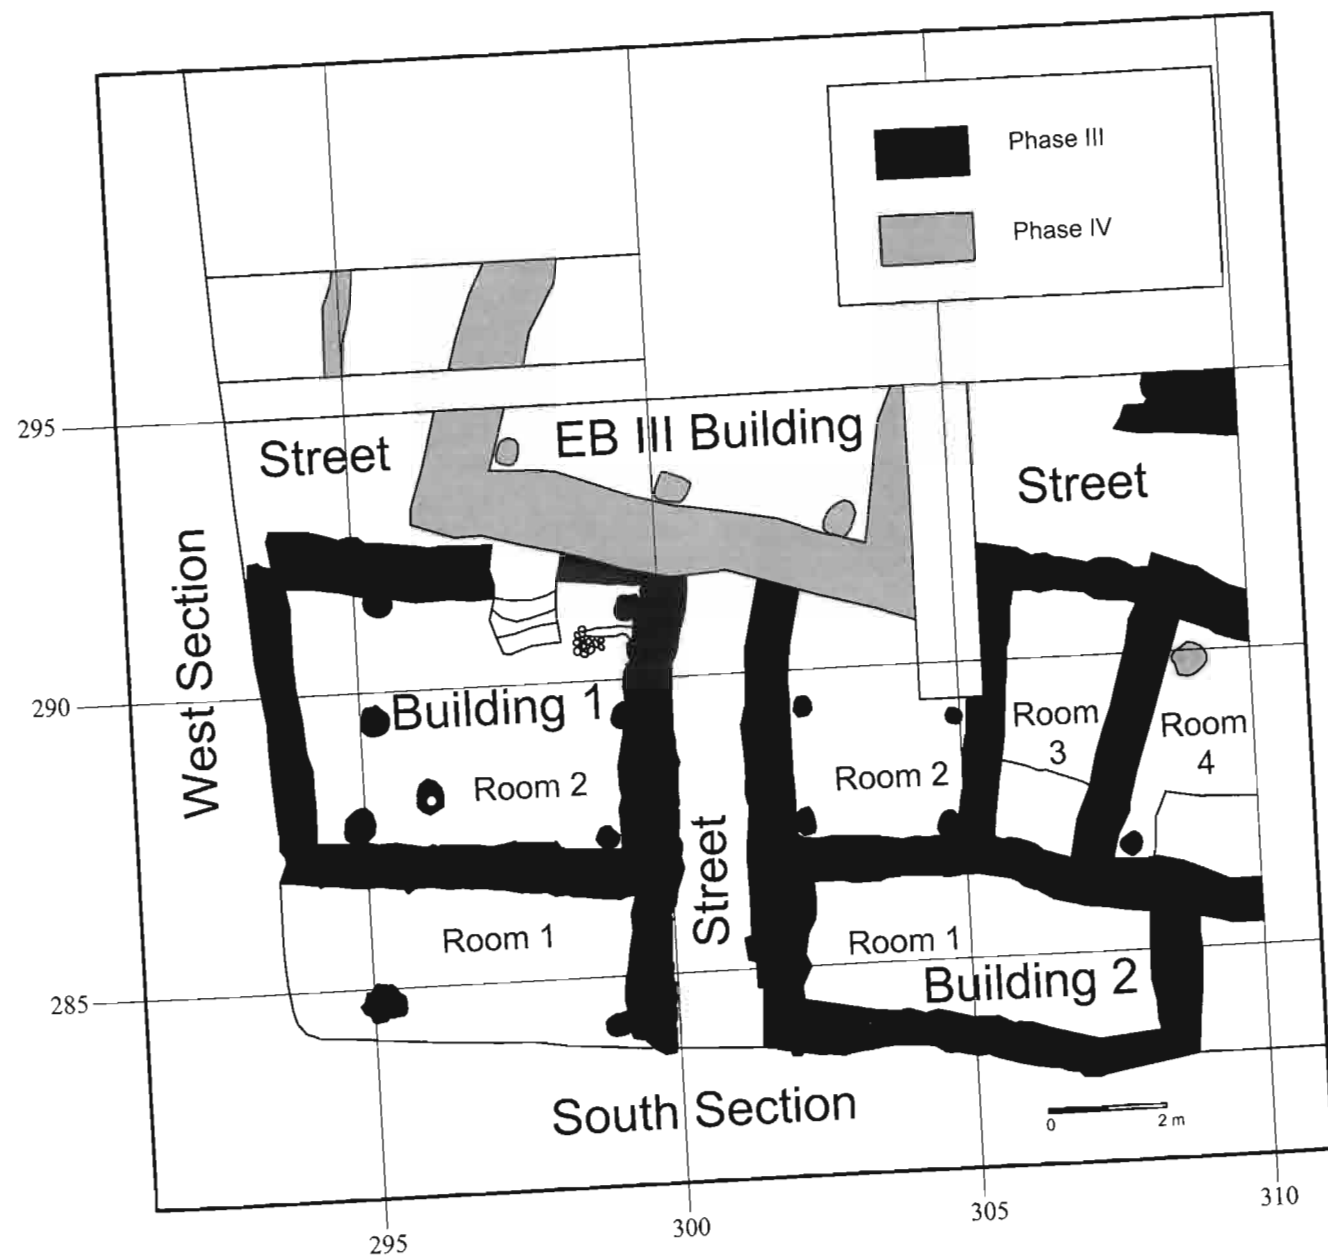 Phase III
Phase IV
295
Street
EB III Building
Street
West Section
290
Building 1
Room 2
Room 2
Room
3
Room
4
Street
Room 1
Room 1
Building 2
285
South Section
0
2 m
295
300
305
310